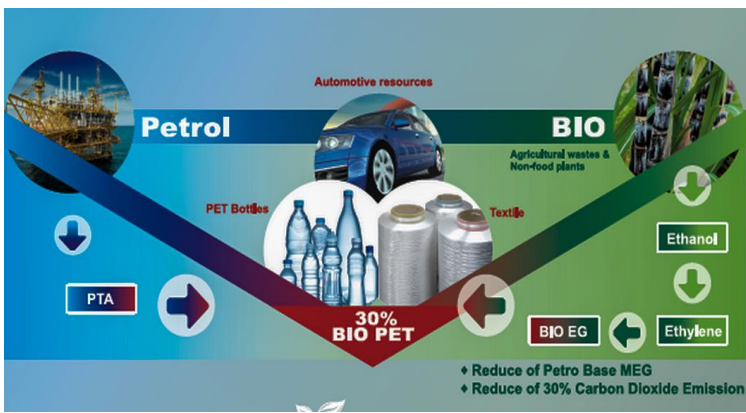 Automotive resources
Petrol
BIO
Agricultural wastes &
Non-food plants
PET Bottles
Textile
Ethanol
PTA
30%
BIO PET
BIO EG
Ethylene
♦ Reduce of Petro Base MEG
♦ Reduce of 30% Carbon Dioxide Emission